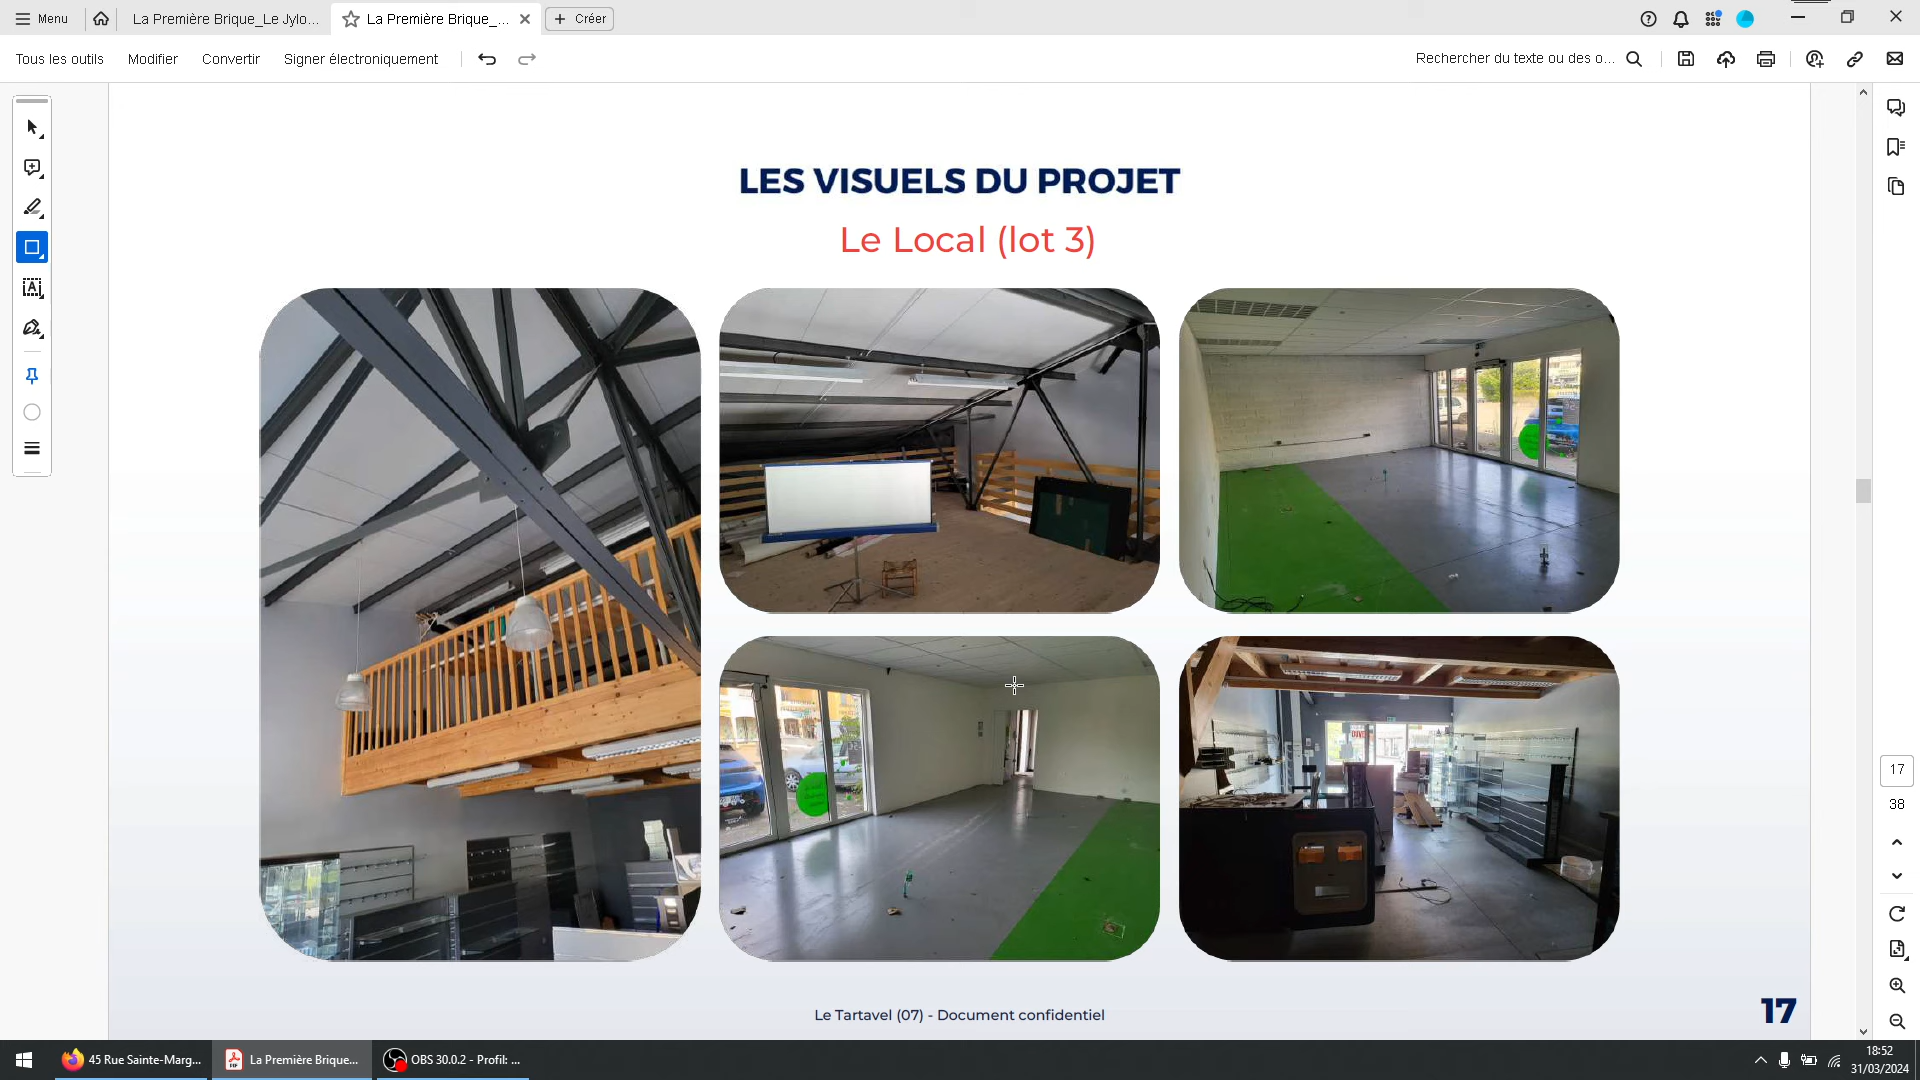 Menu
La Première Brique_Le Jylo...
La Première Brique_...
Créer
Tous les outils
Modifier
Convertir
Signer électroniquement
Rechercher du texte ou des o...
LES VISUELS DU PROJET
Le Local (lot 3)
17
38
Le Tartavel (07) - Document confidentiel
17
45 Rue Sainte-Marg...
La Première Brique...
OBS 30.0.2 - Profil: ...
18:52
31/03/2024